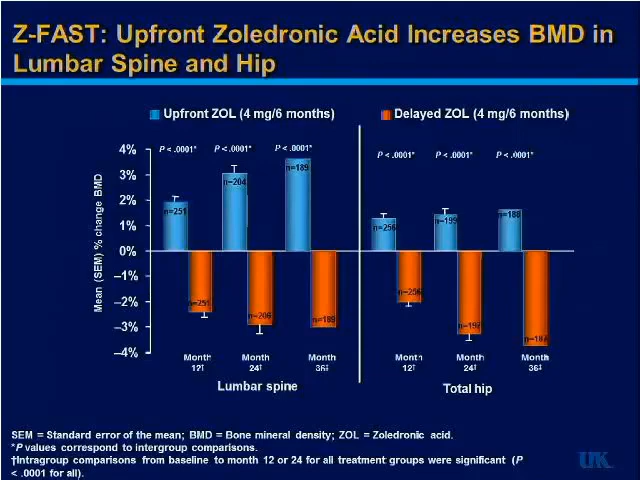 Z-FAST: Upfront Zoledronic Acid Increases BMD in
Lumbar Spine and Hip
Upfront ZOL (4 mg/6 months)
Delayed ZOL (4 mg/6 months)
Mean (SEM) % change BMD
4%
3%
2%
1%
0%
–1%
–2%
–3%
–4%
P < .0001* P < .0001* P < .0001*
P < .0001* P < .0001* P < .0001*
n=251 n=204 n=189
n=256 n=199 n=188
n=251 n=206 n=189
n=256 n=197 n=187
Month Month Month Month Month Month
12† 24† 36‡ 12† 24† 36‡
Lumbar spine
Total hip
SEM = Standard error of the mean; BMD = Bone mineral density; ZOL = Zoledronic acid.
*P values correspond to intergroup comparisons.
†Intragroup comparisons from baseline to month 12 or 24 for all treatment groups were significant (P
< .0001 for all).
UK